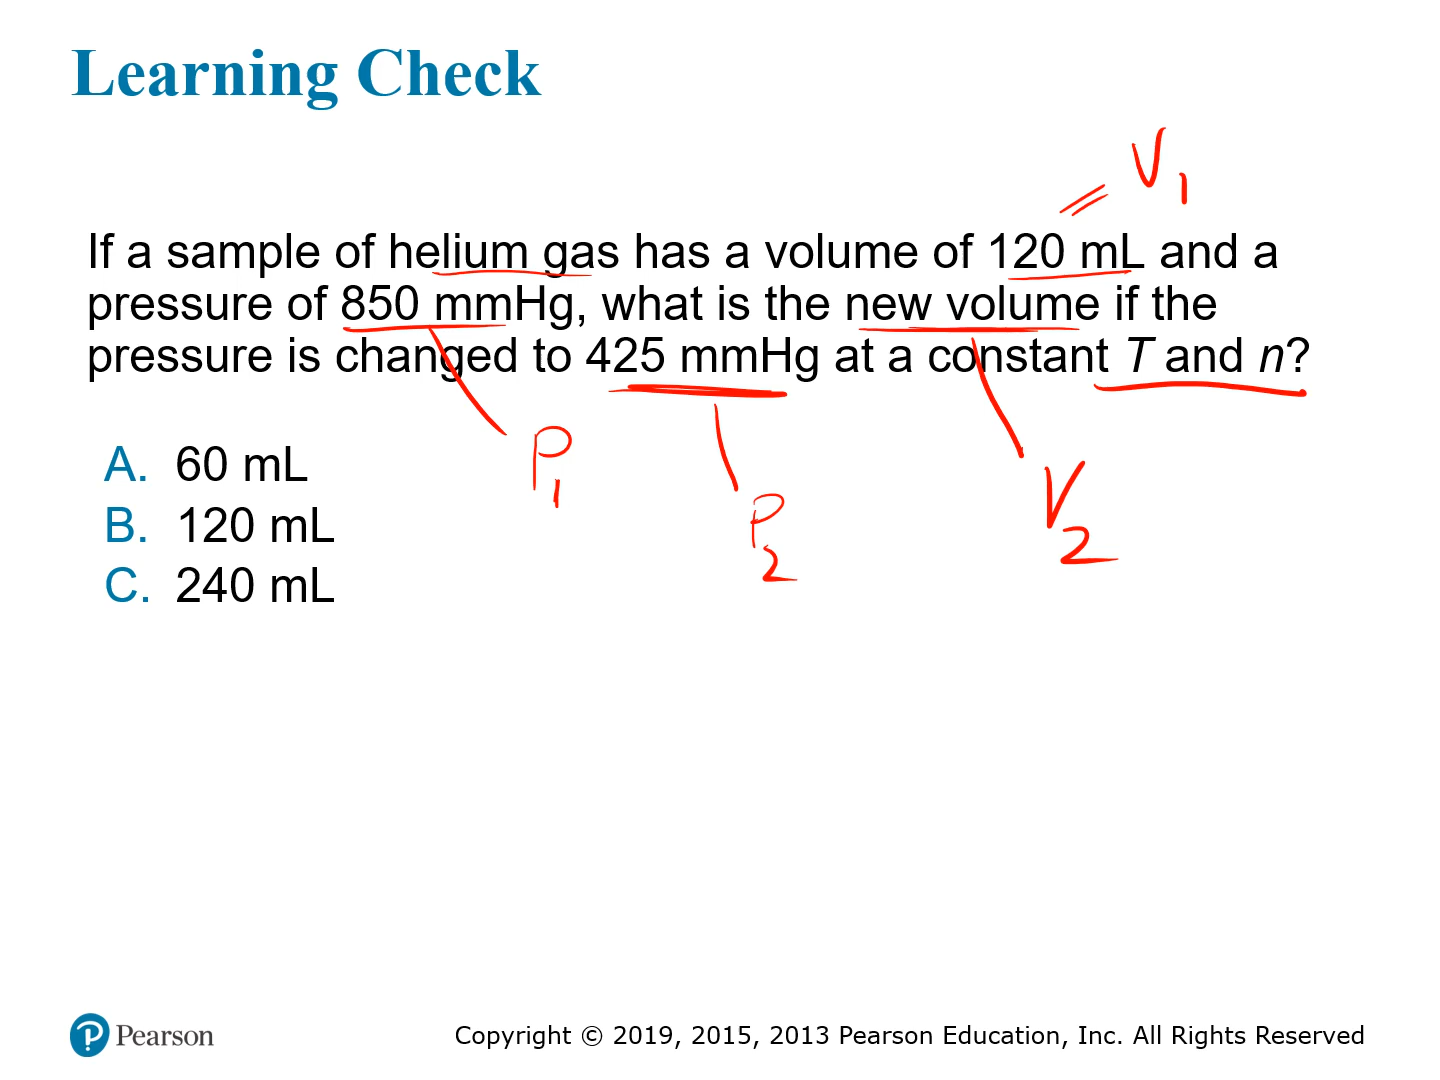 Learning Check
V1
=
If a sample of helium gas has a volume of 120 mL and a
pressure of 850 mmHg, what is the new volume if the
pressure is changed to 425 mmHg at a constant T and n?
P1
P2
V2
A. 60 mL
B. 120 mL
C. 240 mL
Pearson
Copyright © 2019, 2015, 2013 Pearson Education, Inc. All Rights Reserved